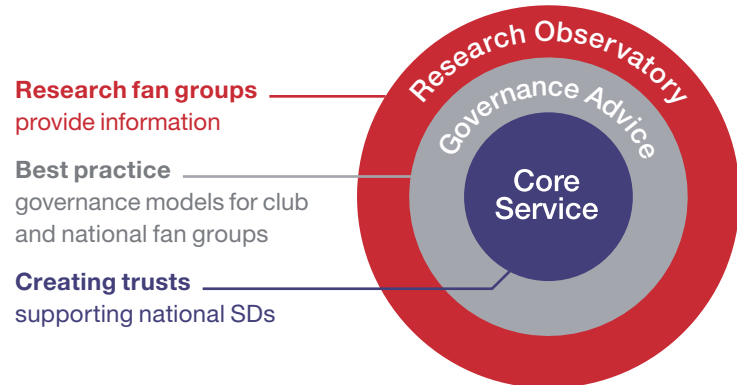 Research fan groups
provide information
Best practice
governance models for club
and national fan groups
Creating trusts
supporting national SDs
Research Observatory
Governance Advice
Core
Service